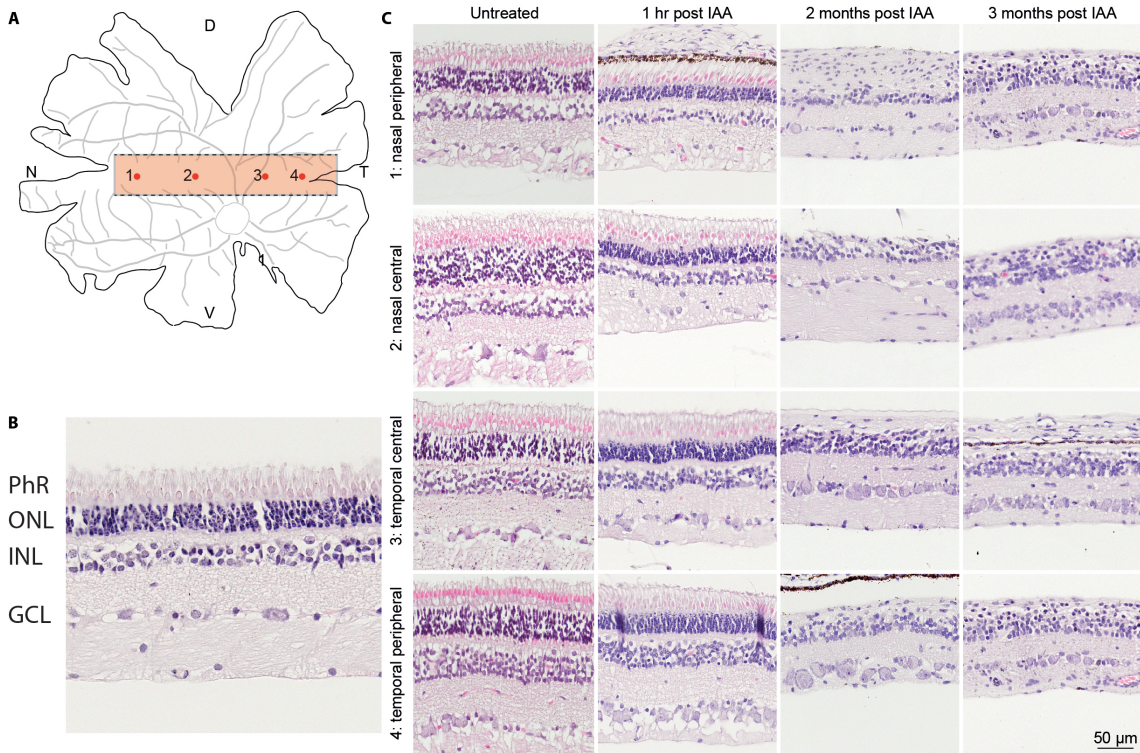 A
D
N
1
2
3
4
T
V
B
PhR
ONL
INL
GCL
C
Untreated
1 hr post IAA
2 months post IAA
3 months post IAA
1: nasal peripheral
2: nasal central
3: temporal central
4: temporal peripheral
50 µm